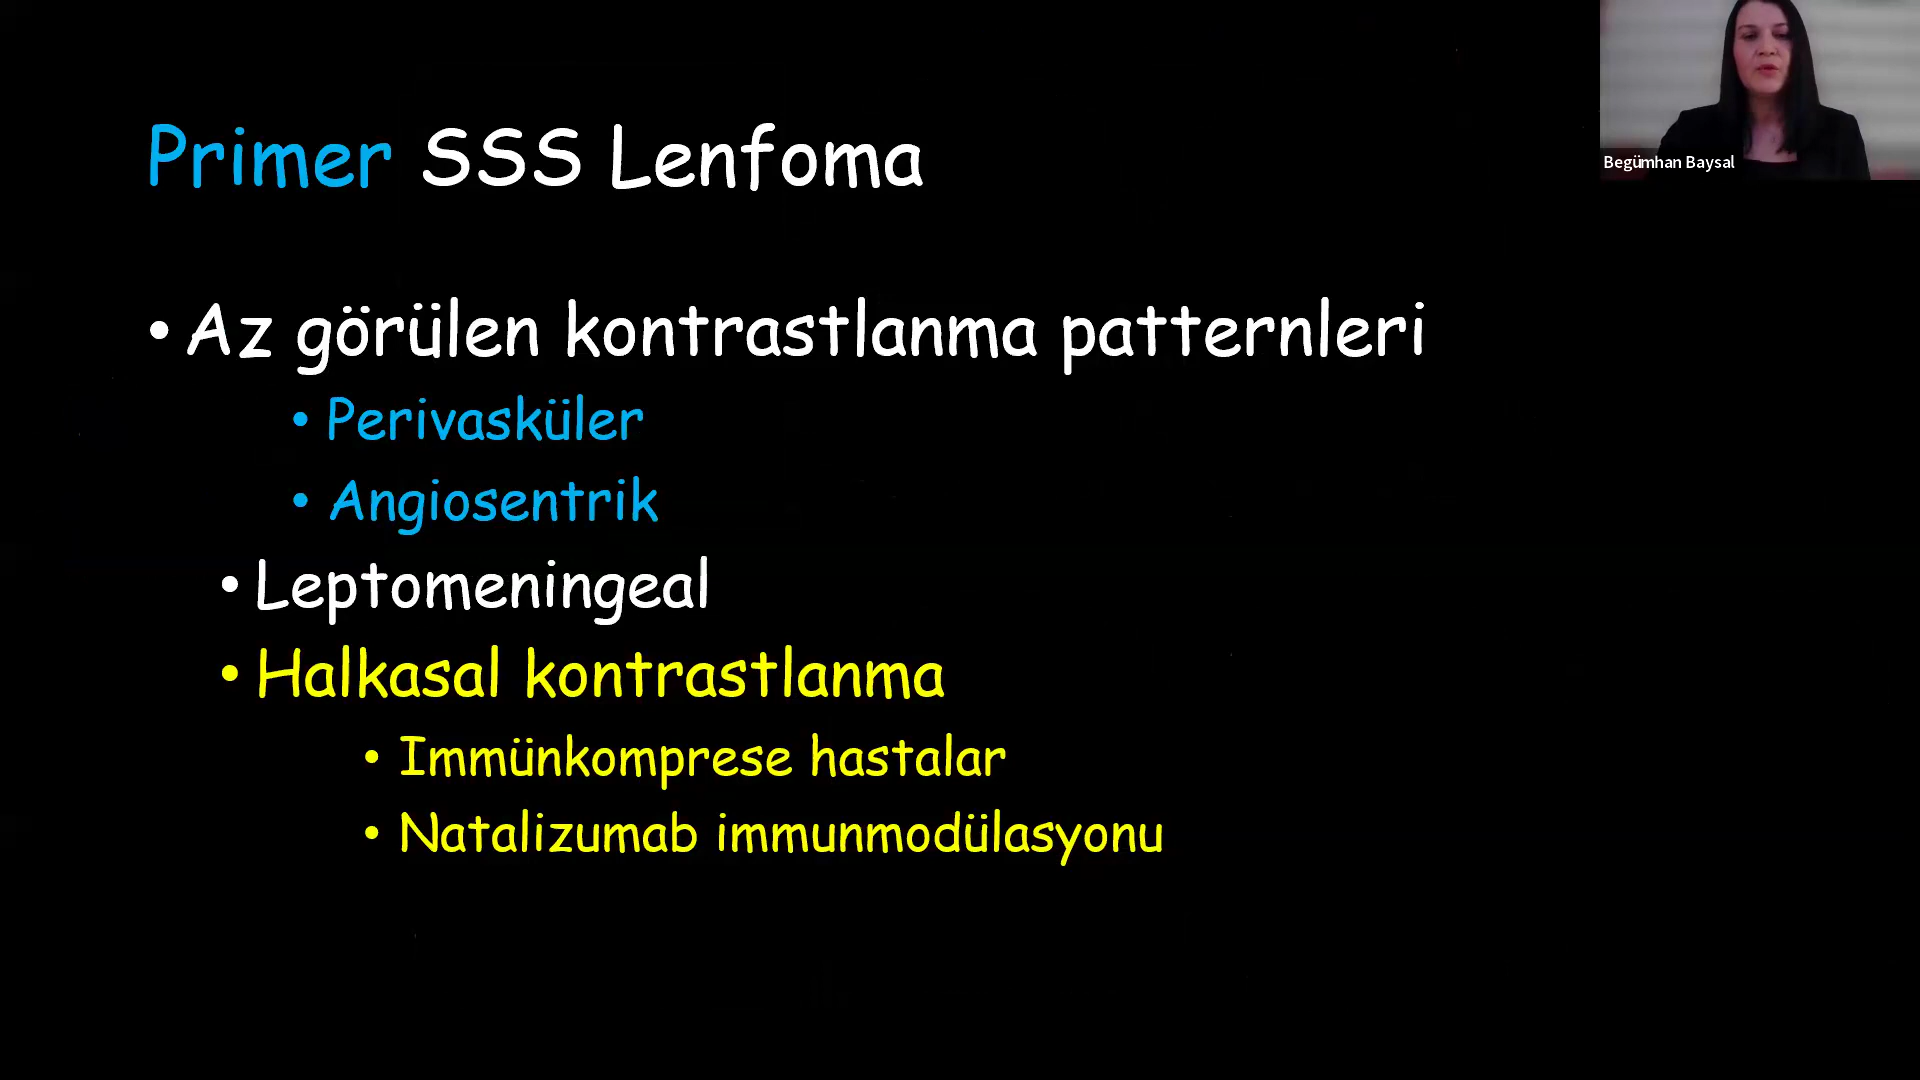 Primer SSS Lenfoma
Begümhan Baysal
• Az görülen kontrastlanma patternleri
• Perivasküler
• Angiosentrik
• Leptomeningeal
• Halkasal kontrastlanma
• Immünkomprese hastalar
• Natalizumab immunmodülasyonu